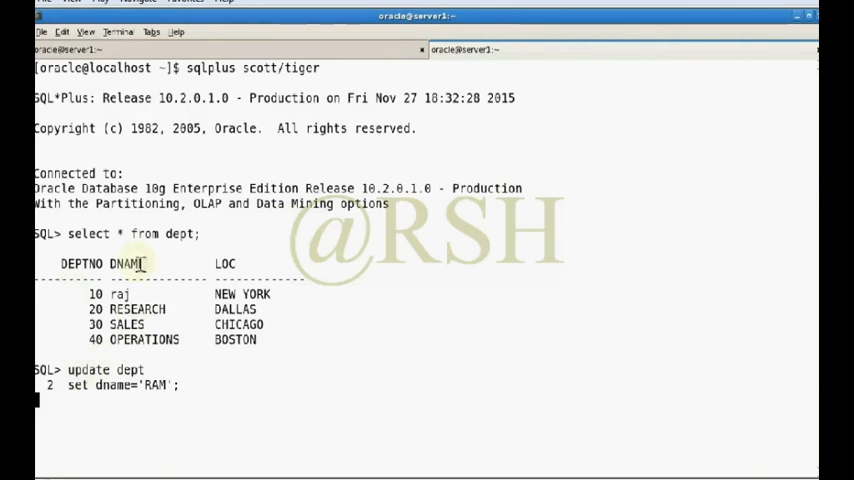 oracle@server1:~
File Edit View Terminal Tabs Help
oracle@server1:~ oracle@server1:~
[oracle@localhost ~]$ sqlplus scott/tiger
SQL*Plus: Release 10.2.0.1.0 - Production on Fri Nov 27 18:32:28 2015
Copyright (c) 1982, 2005, Oracle.  All rights reserved.
Connected to:
Oracle Database 10g Enterprise Edition Release 10.2.0.1.0 - Production
With the Partitioning, OLAP and Data Mining options
@RSH
SQL> select * from dept;
DEPTNO DNAME LOC
---------- -------------- -------------
10 raj NEW YORK
20 RESEARCH DALLAS
30 SALES CHICAGO
40 OPERATIONS BOSTON
SQL> update dept
2  set dname='RAM';